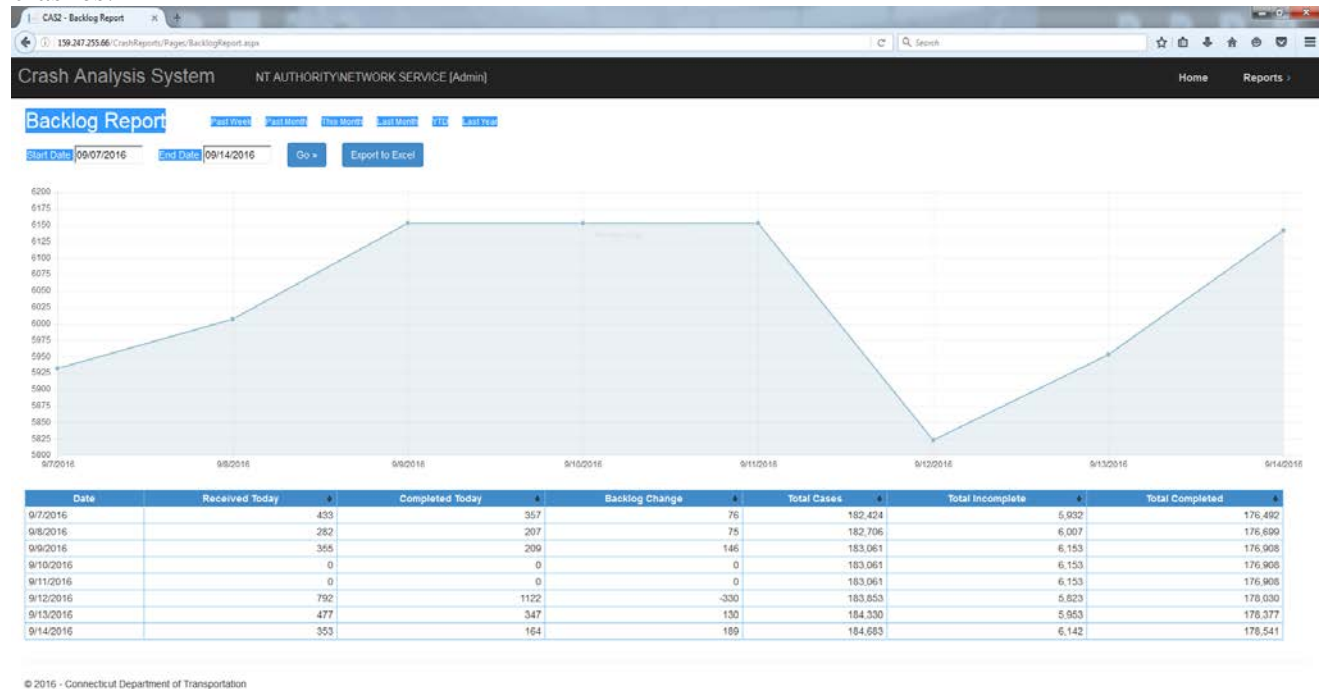 CAS2 - Backlog Report
159.247.255.66/CrashReports/Pages/BacklogReport.aspx
Search
Crash Analysis System NT AUTHORITY\NETWORK SERVICE [Admin] Home Reports
Backlog Report Past Week Past Month This Month Last Month YTD Last Year
Start Date 09/07/2016 End Date 09/14/2016 Go » Export to Excel
6200
6175
6150
6125
6100
6075
6050
6025
6000
5975
5950
5925
5900
5875
5850
5825
5800
9/7/2016 9/8/2016 9/9/2016 9/10/2016 9/11/2016 9/12/2016 9/13/2016 9/14/2016
Date Received Today Completed Today Backlog Change Total Cases Total Incomplete Total Completed
9/7/2016 433 357 76 182,424 5,932 176,492
9/8/2016 282 207 75 182,706 6,007 176,699
9/9/2016 355 209 146 183,061 6,153 176,908
9/10/2016 0 0 0 183,061 6,153 176,908
9/11/2016 0 0 0 183,061 6,153 176,908
9/12/2016 792 1122 -330 183,853 5,823 178,030
9/13/2016 477 347 130 184,330 5,953 178,377
9/14/2016 353 164 189 184,683 6,142 178,541
© 2016 - Connecticut Department of Transportation